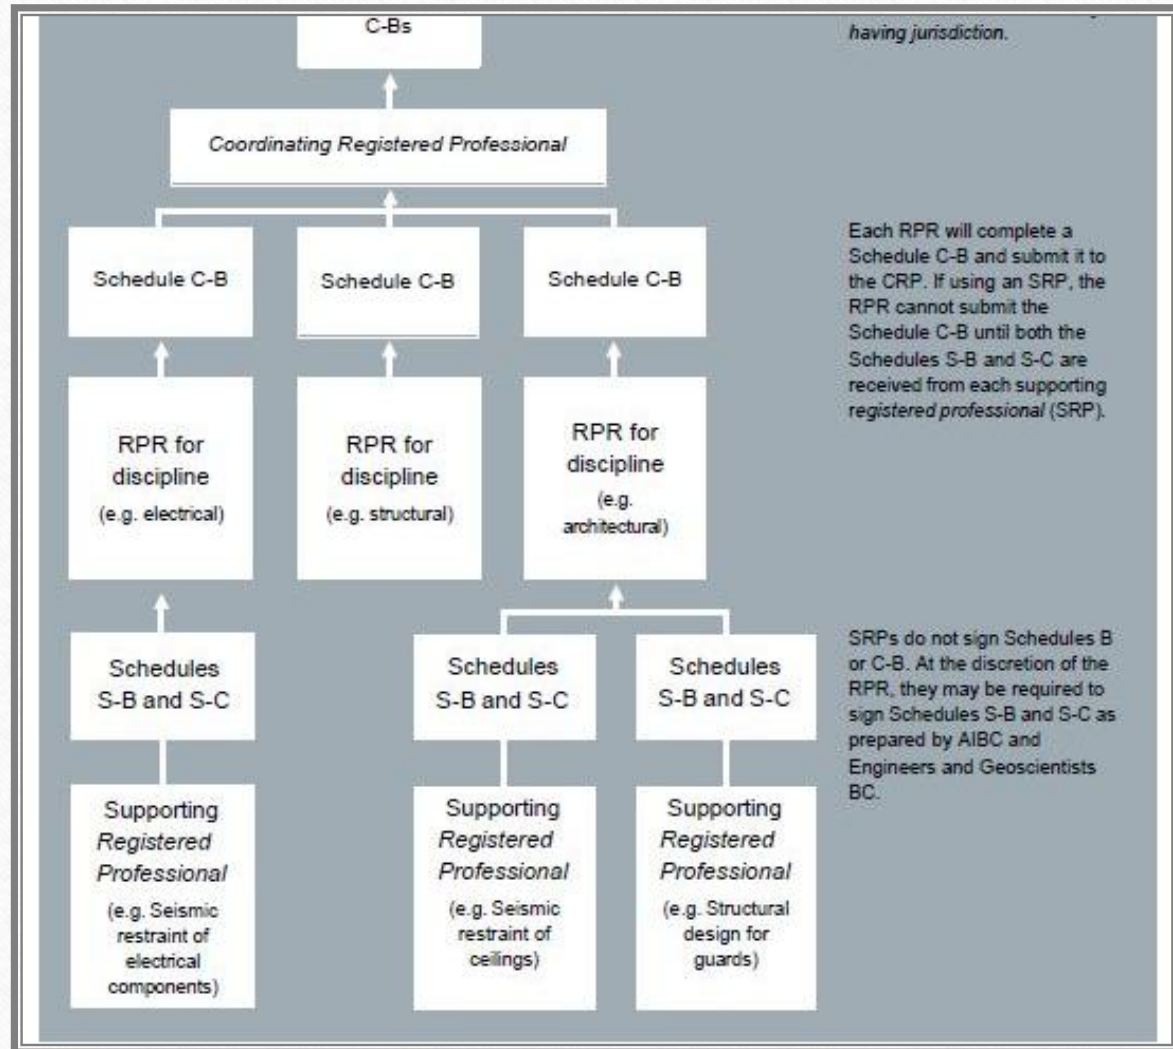 C-Bs
having jurisdiction.
Coordinating Registered Professional
Schedule C-B
Schedule C-B
Schedule C-B
Each RPR will complete a
Schedule C-B and submit it to
the CRP. If using an SRP, the
RPR cannot submit the
Schedule C-B until both the
Schedules S-B and S-C are
received from each supporting
registered professional (SRP).
RPR for
discipline
(e.g. electrical)
RPR for
discipline
(e.g. structural)
RPR for
discipline
(e.g.
architectural)
Schedules
S-B and S-C
Schedules
S-B and S-C
Schedules
S-B and S-C
SRPs do not sign Schedules B
or C-B. At the discretion of the
RPR, they may be required to
sign Schedules S-B and S-C as
prepared by AIBC and
Engineers and Geoscientists
BC.
Supporting
Registered
Professional
(e.g. Seismic
restraint of
electrical
components)
Supporting
Registered
Professional
(e.g. Seismic
restraint of
ceilings)
Supporting
Registered
Professional
(e.g. Structural
design for
guards)